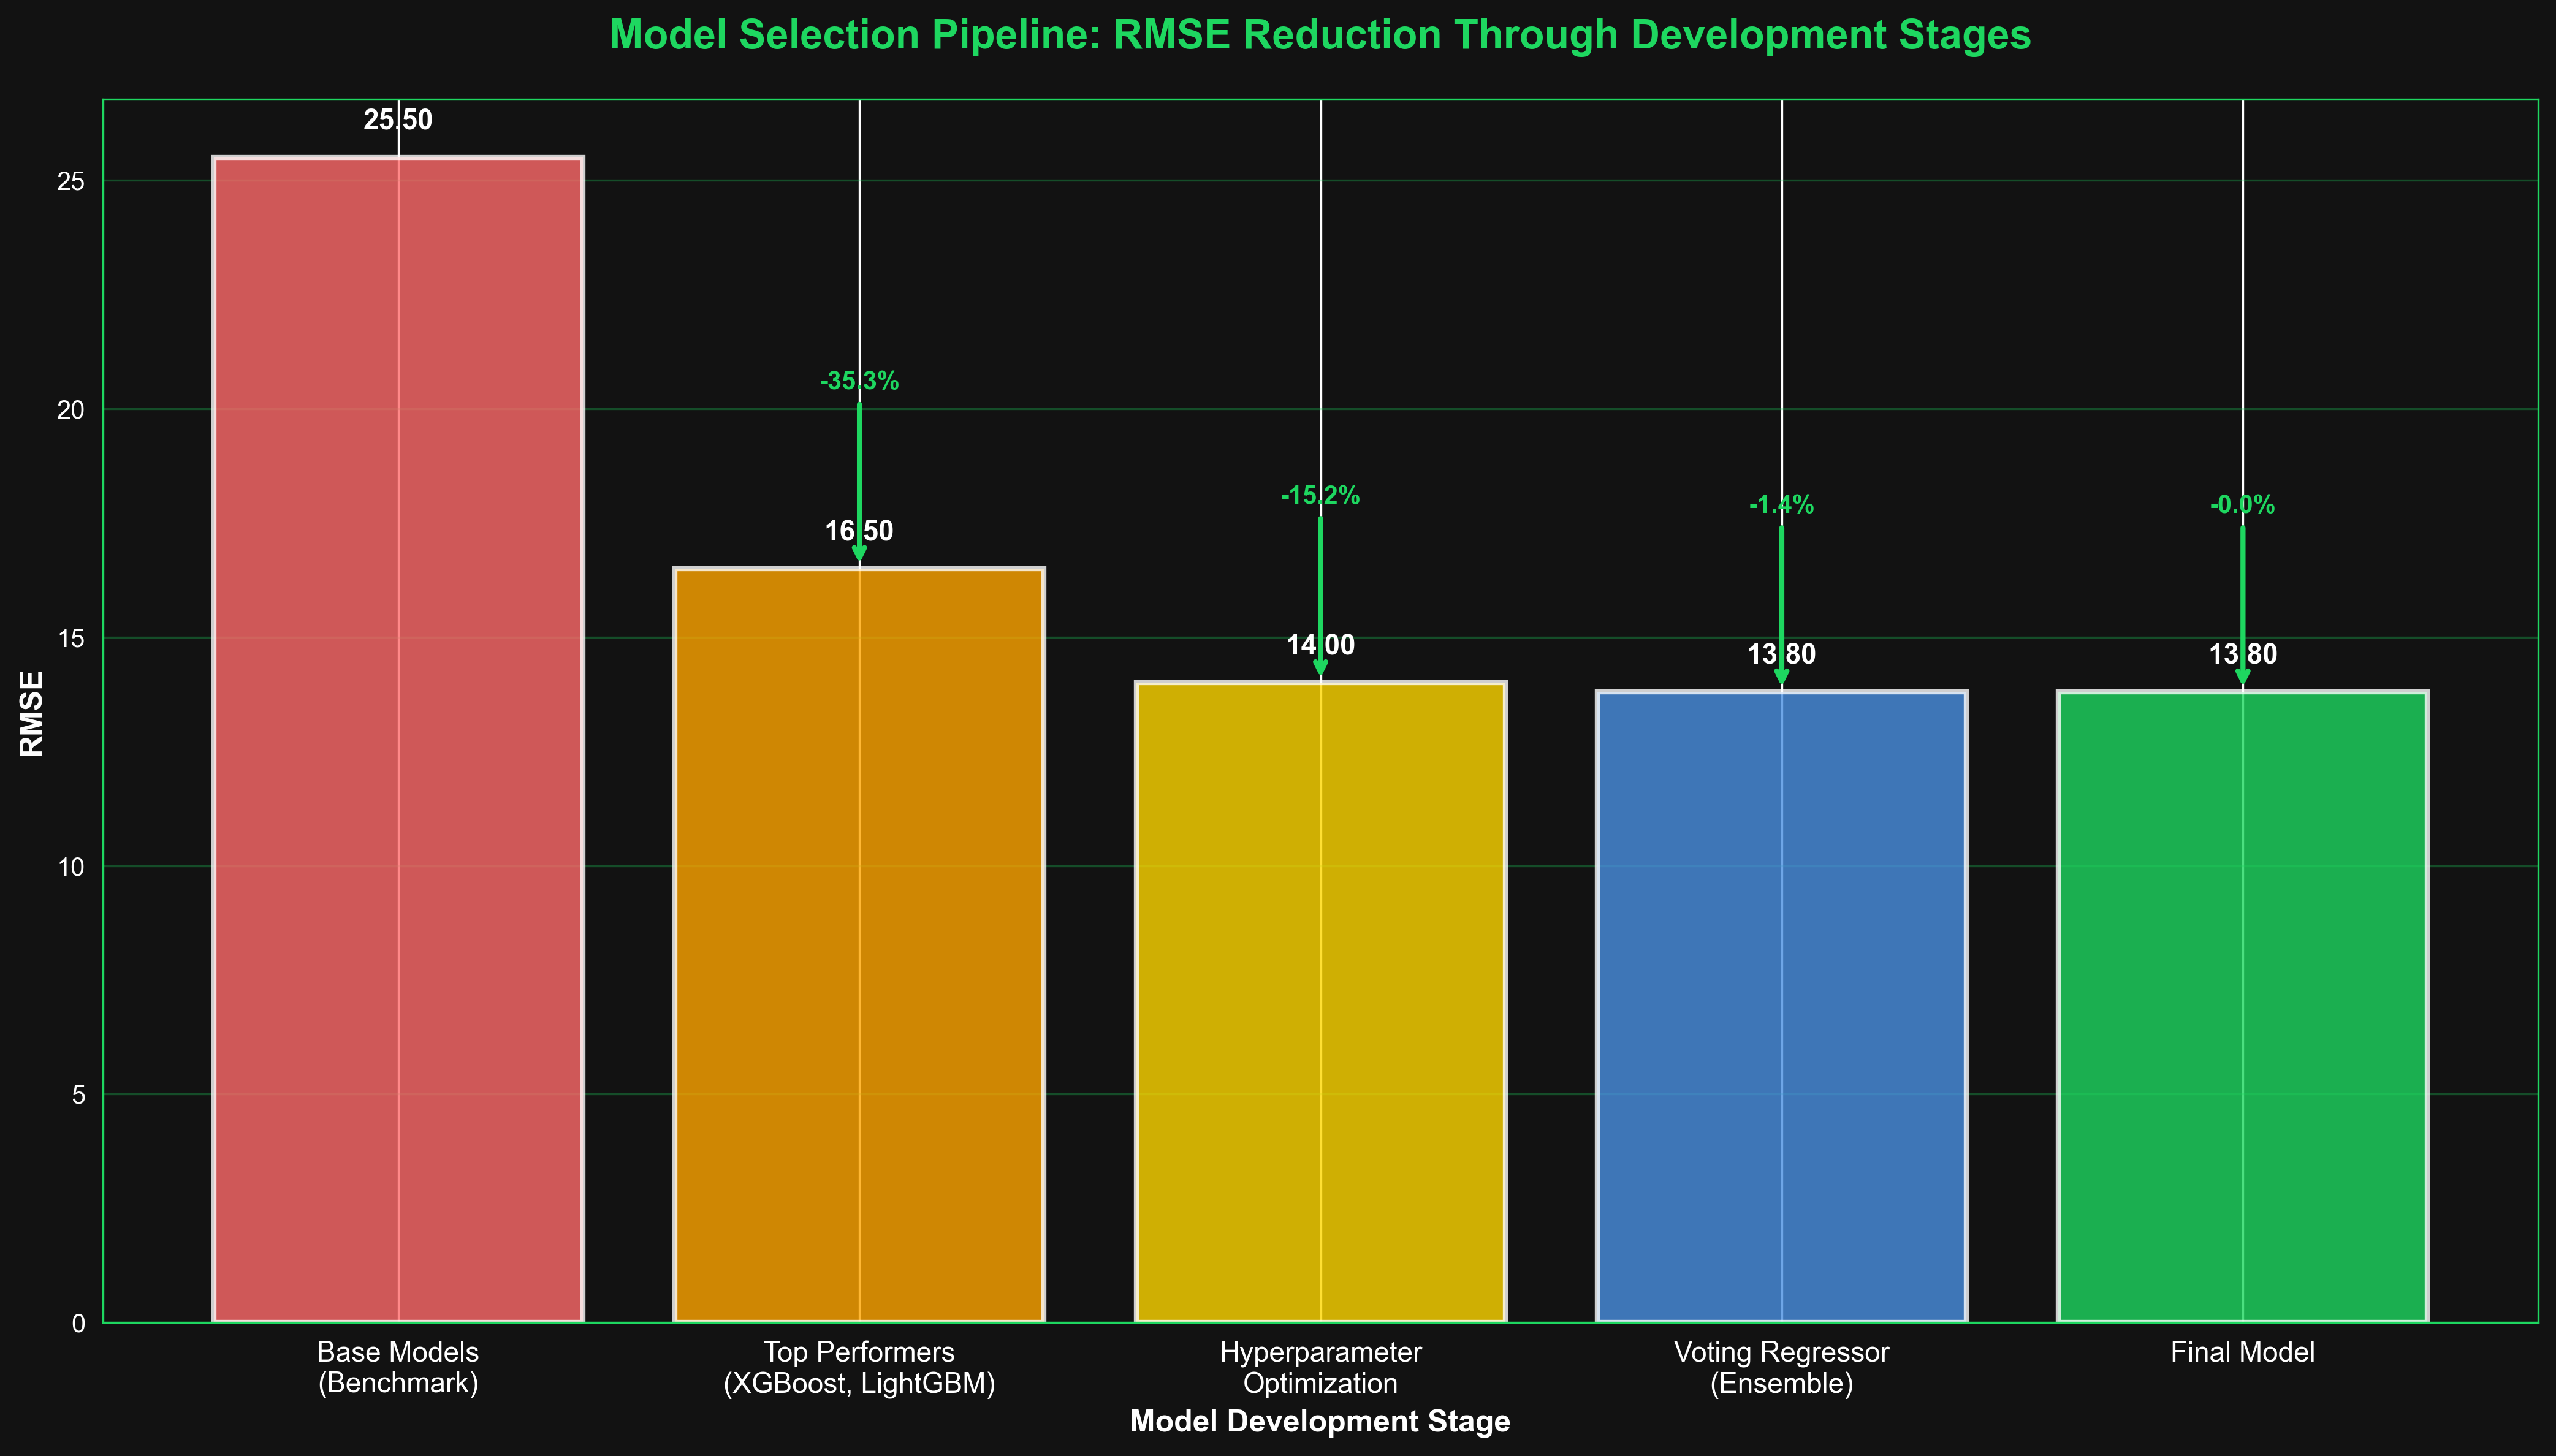 Model Selection Pipeline: RMSE Reduction Through Development Stages
25.50
25
-35.3%
20
-15.2%
-1.4%
-0.0%
16.50
15
14.00
13.80
13.80
RMSE
10
5
0
Base Models
(Benchmark)
Top Performers
(XGBoost, LightGBM)
Hyperparameter
Optimization
Voting Regressor
(Ensemble)
Final Model
Model Development Stage